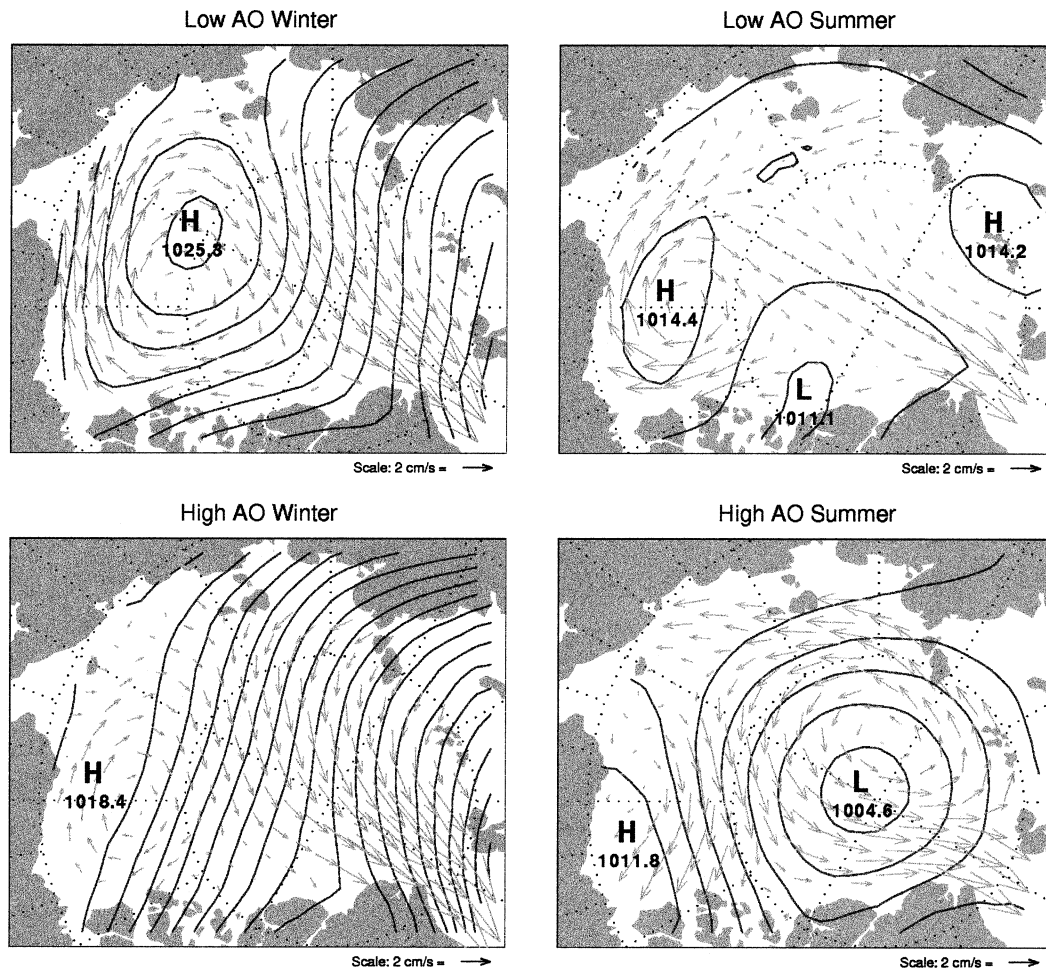 Low AO Winter
H
1025.3
Scale: 2 cm/s =
Low AO Summer
H
1014.2
H
1014.4
L
1011.1
Scale: 2 cm/s =
High AO Winter
H
1018.4
Scale: 2 cm/s =
High AO Summer
L
1004.6
H
1011.8
Scale: 2 cm/s =